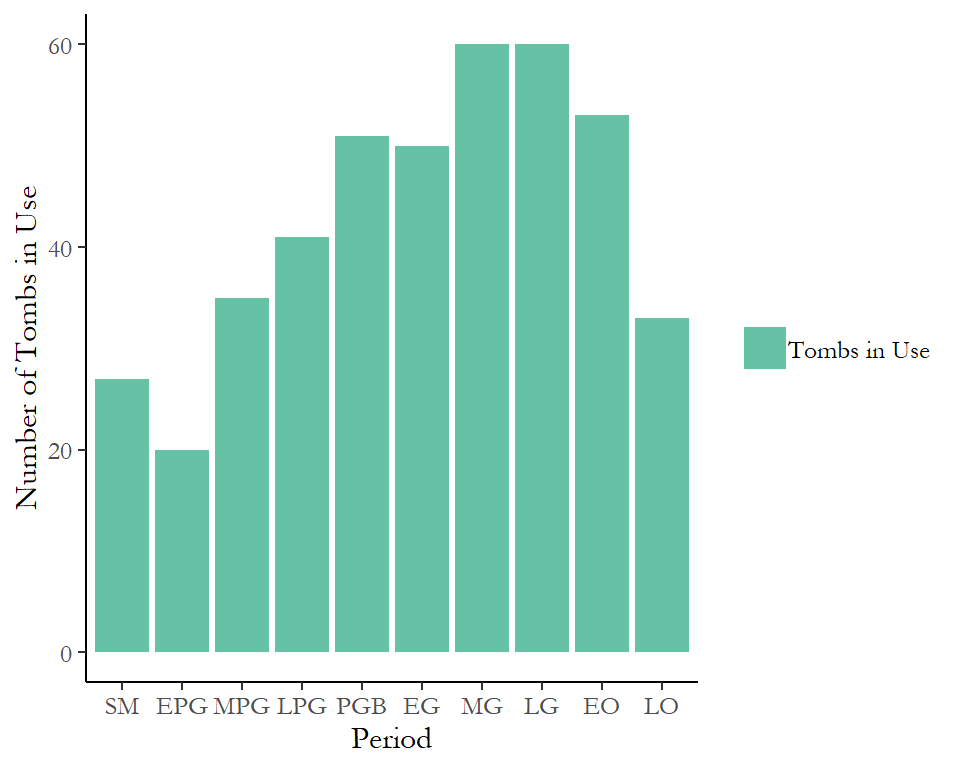 Number of Tombs in Use
60
40
20
0
SM EPG MPG LPG PGB EG MG LG EO LO
Period
Tombs in Use